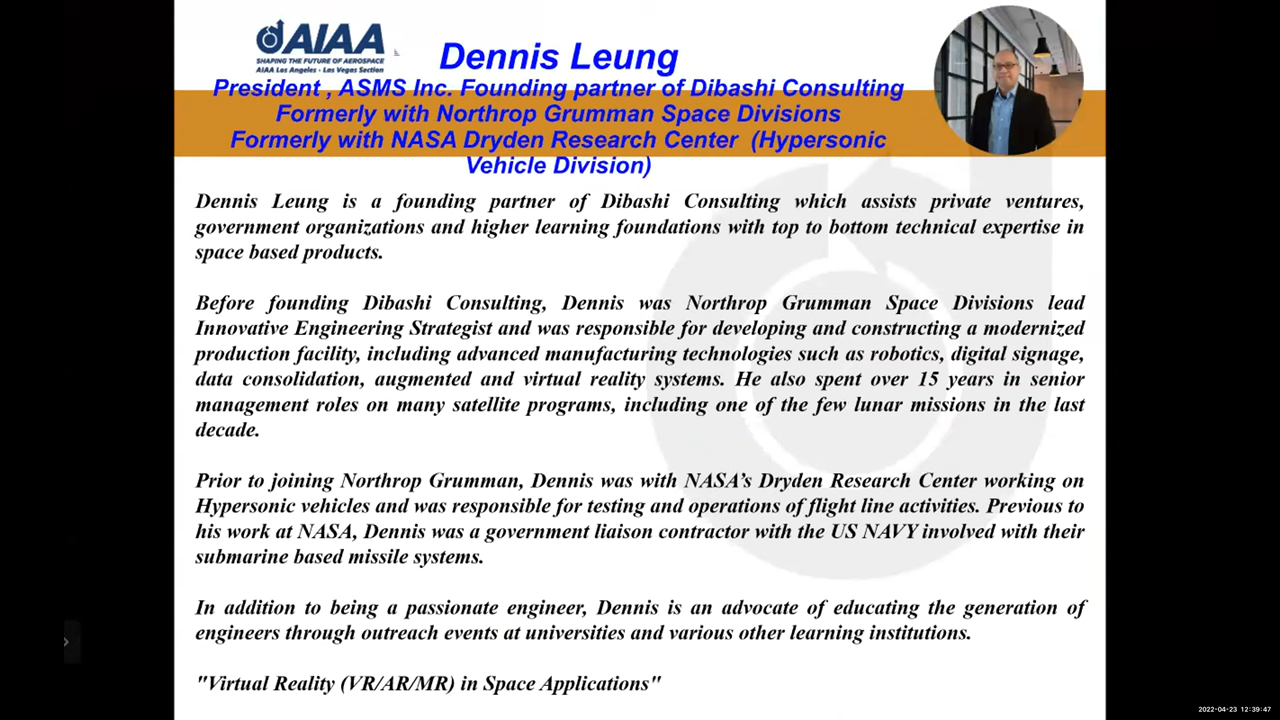 AIAA
SHAPING THE FUTURE OF AEROSPACE
AIAA Los Angeles - Las Vegas Section
Dennis Leung
President , ASMS Inc. Founding partner of Dibashi Consulting
Formerly with Northrop Grumman Space Divisions
Formerly with NASA Dryden Research Center (Hypersonic
Vehicle Division)
Dennis Leung is a founding partner of Dibashi Consulting which assists private ventures,
government organizations and higher learning foundations with top to bottom technical expertise in
space based products.
Before founding Dibashi Consulting, Dennis was Northrop Grumman Space Divisions lead
Innovative Engineering Strategist and was responsible for developing and constructing a modernized
production facility, including advanced manufacturing technologies such as robotics, digital signage,
data consolidation, augmented and virtual reality systems. He also spent over 15 years in senior
management roles on many satellite programs, including one of the few lunar missions in the last
decade.
Prior to joining Northrop Grumman, Dennis was with NASA’s Dryden Research Center working on
Hypersonic vehicles and was responsible for testing and operations of flight line activities. Previous to
his work at NASA, Dennis was a government liaison contractor with the US NAVY involved with their
submarine based missile systems.
In addition to being a passionate engineer, Dennis is an advocate of educating the generation of
engineers through outreach events at universities and various other learning institutions.
"Virtual Reality (VR/AR/MR) in Space Applications"
2022-04-23 12:39:47